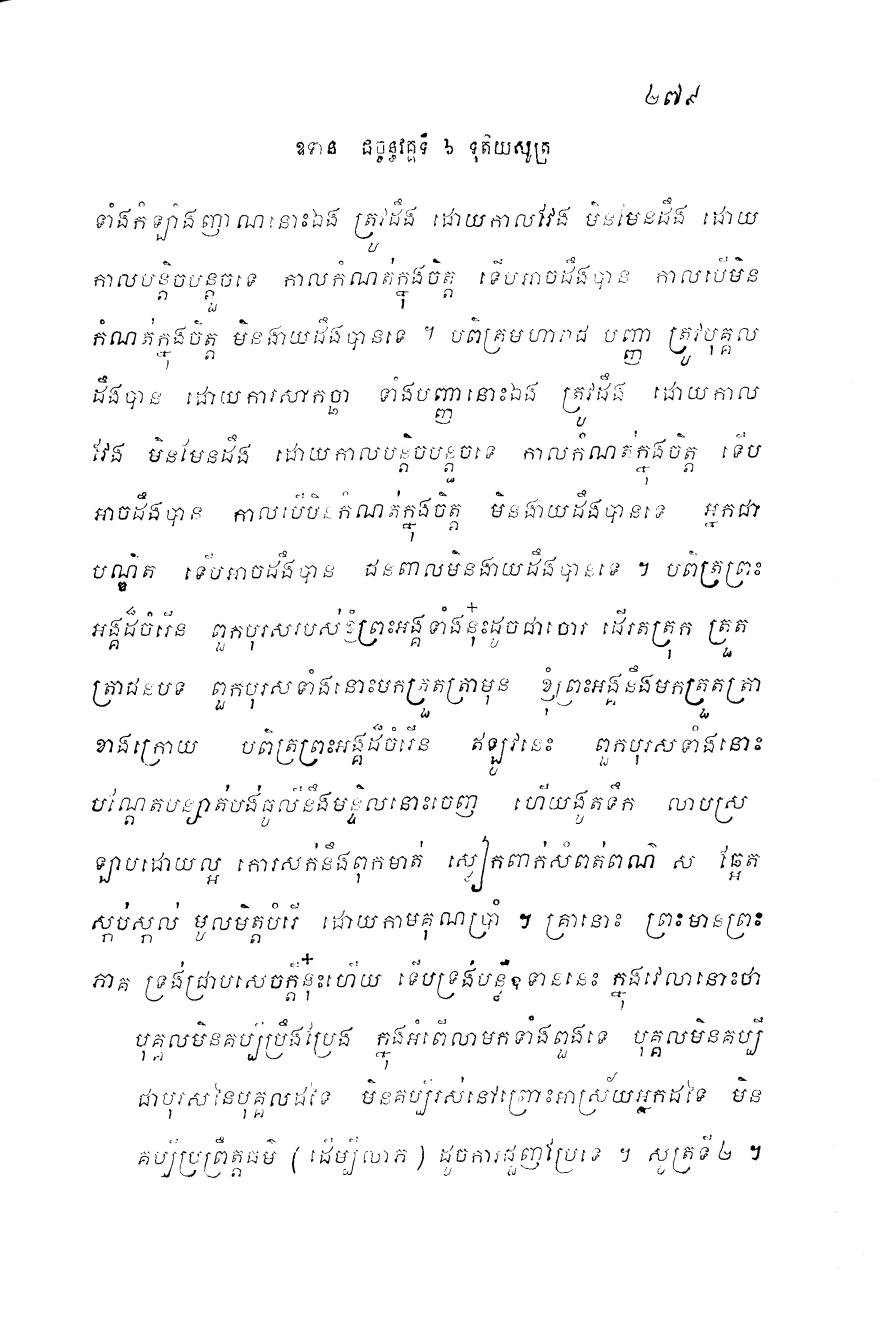 ២៧៩
ឧទាន ជច្ចន្ធវគ្គទី ៦ ទុតិយសូត្រ
ទាំងកំឡាំងញាណនោះឯង ត្រូវដឹង ដោយកាលវែង មិនមែនដឹង ដោយ
កាលបន្តិចបន្តួចទេ កាលកំណត់ក្នុងចិត្ត ទើបអាចដឹងបាន កាលបើមិន
កំណត់ក្នុងចិត្ត មិនងាយដឹងបានទេ ។ បពិត្រមហារាជ បញ្ញា ត្រូវបុគ្គល
ដឹងបាន ដោយការសាកច្ឆា ទាំងបញ្ញានោះឯង ត្រូវដឹង ដោយកាល
វែង មិនមែនដឹង ដោយកាលបន្តិចបន្តួចទេ កាលកំណត់ក្នុងចិត្ត ទើប
អាចដឹងបាន កាលបើមិនកំណត់ក្នុងចិត្ត មិនងាយដឹងបានទេ អ្នកជា
បណ្ឌិត ទើបអាចដឹងបាន ជនពាលមិនងាយដឹងបានទេ ។ បពិត្រព្រះ
អង្គដ៏ចំរើន ពួកបុរសរបស់ខ្ញុំព្រះអង្គទាំងនុ៎ះដូចជាចោរ ដើរតត្រុក ត្រួត
ត្រាជនបទ ពួកបុរសទាំងនោះមកត្រួតត្រាមុន ខ្ញុំព្រះអង្គនឹងមកត្រួតត្រា
ខាងក្រោយ បពិត្រព្រះអង្គដ៏ចំរើន ឥឡូវនេះ ពួកបុរសទាំងនោះ
បណ្តែតបន្សាត់បង់ធូលីនឹងមន្ទិលនោះចេញ ហើយងូតទឹក លាបស្រ
ឡាបដោយល្អ កោរសក់នឹងពុកមាត់ ស្លៀកពាក់សំពត់ពណ៌ ស ឆ្អែត
ស្តប់ស្តល់ មូលមិត្តបំរើ ដោយកាមគុណប្រាំ ។ គ្រានោះ ព្រះមានព្រះ
ភាគ ទ្រង់ជ្រាបសេចក្តីនុ៎ះហើយ ទើបទ្រង់បន្លឺឧទាននេះ ក្នុងវេលានោះថា
បុគ្គលមិនគប្បីប្រឹងប្រែង ក្នុងអំពើលាមកទាំងពួងទេ បុគ្គលមិនគប្បី
ជាបុរសនៃបុគ្គលដទៃ មិនគប្បីរស់នៅព្រោះអាស្រ័យអ្នកដទៃ មិន
គប្បីប្រព្រឹត្តធម៌ (ដើម្បីលាភ) ដូចការជួញប្រែទេ ។ សូត្រទី២ ។